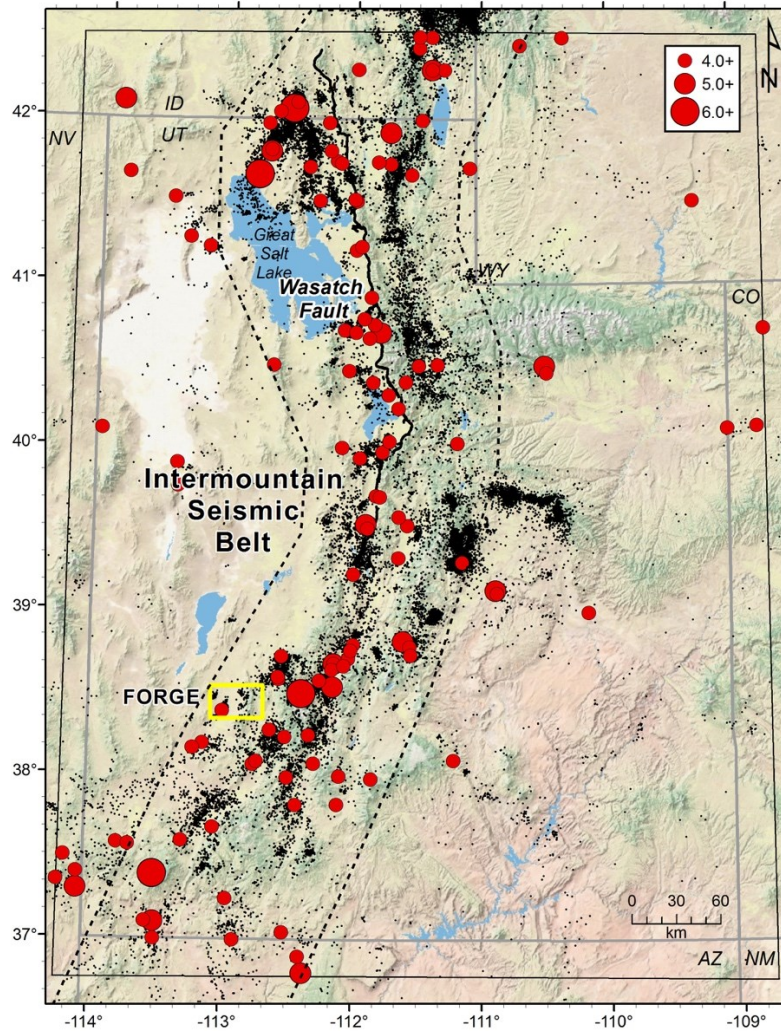 4.0+
5.0+
6.0+
N
42°
ID
NV
UT
41°
Great
Salt
Lake
WY
Wasatch
Fault
CO
40°
Intermountain
Seismic
Belt
39°
FORGE
38°
0 30 60
km
37°
AZ
NM
-114° -113° -112° -111° -110° -109°